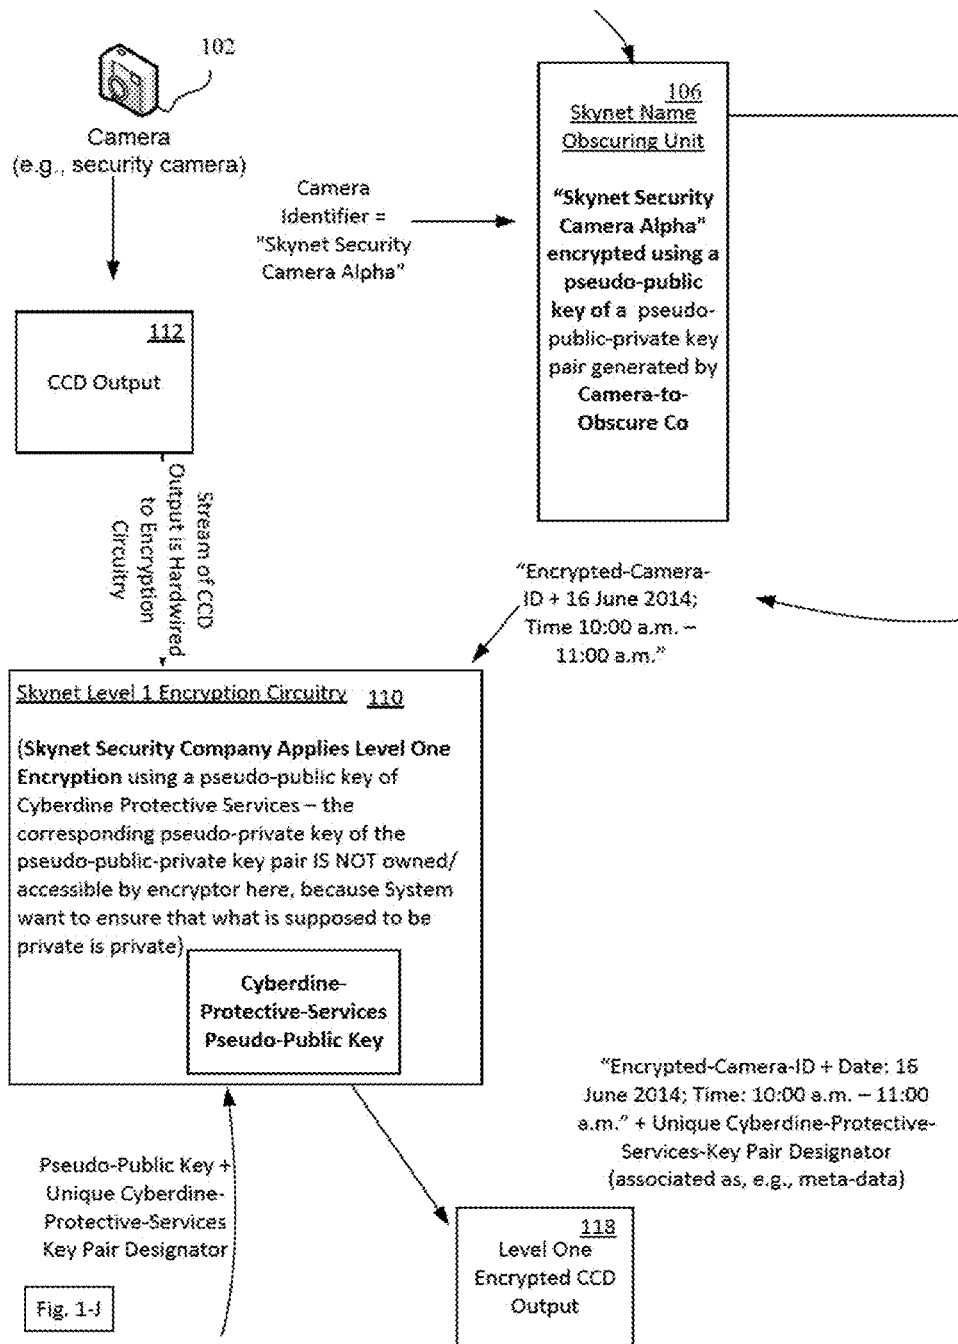 102
Camera
(e.g., security camera)
Camera
Identifier =
"Skynet Security
Camera Alpha"
106
Skynet Name
Obscuring Unit
“Skynet Security
Camera Alpha”
encrypted using a
pseudo-public
key of a pseudo-
public-private key
pair generated by
Camera-to-
Obscure Co
112
CCD Output
Stream of CCD
Output is Hardwired
to Encryption
Circuitry
“Encrypted-Camera-
ID + 16 June 2014;
Time 10:00 a.m. –
11:00 a.m.”
Skynet Level 1 Encryption Circuitry 110
(Skynet Security Company Applies Level One
Encryption using a pseudo-public key of
Cyberdine Protective Services – the
corresponding pseudo-private key of the
pseudo-public-private key pair IS NOT owned/
accessible by encryptor here, because System
want to ensure that what is supposed to be
private is private)
Cyberdine-
Protective-Services
Pseudo-Public Key
“Encrypted-Camera-ID + Date: 16
June 2014; Time: 10:00 a.m. – 11:00
a.m.” + Unique Cyberdine-Protective-
Services-Key Pair Designator
(associated as, e.g., meta-data)
Pseudo-Public Key +
Unique Cyberdine-
Protective-Services
Key Pair Designator
118
Level One
Encrypted CCD
Output
Fig. 1-J